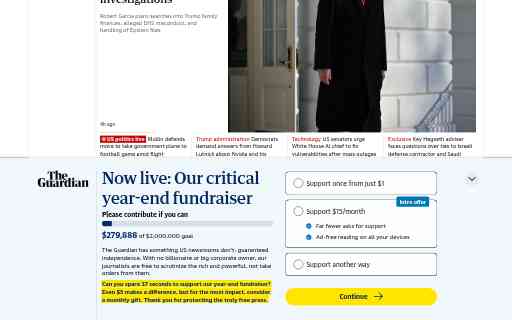 Investigations
Robert Garcia plans searches into Trump family
finances, alleged DHS misconduct, and
handling of Epstein files
4h ago
US politics live Mullin defends
move to take government plane to
football game amid flight
Trump administration Democrats
demand answers from Howard
Lutnick about Nvidia and tie
Technology US senators urge
White House AI chief to fix
vulnerabilities after mass outages
Exclusive Key Hegseth adviser
faces questions over ties to Israeli
defense contractor and Saudi
The
Guardian
Now live: Our critical
year-end fundraiser
Please contribute if you can
$279,886 of $2,000,000 goal
The Guardian has something US newsrooms don't - guaranteed
independence. With no billionaire or big corporate owner, our
journalists are free to scrutinize the rich and powerful, not take
orders from them.
Can you spare 37 seconds to support our year-end fundraiser?
Even $5 makes a difference, but for the most impact, consider
a monthly gift. Thank you for protecting the truly free press.
Support once from just $1
Intro offer
Support $15/month
Far fewer asks for support
Ad-free reading on all your devices
Support another way
Continue